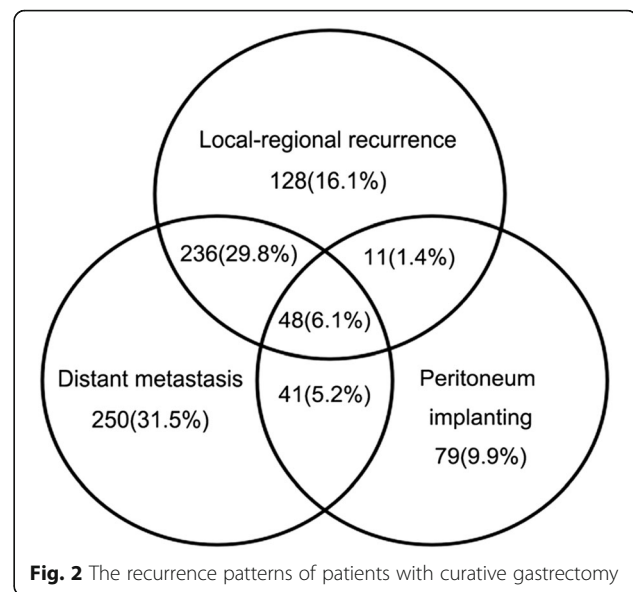 Local-regional recurrence
128(16.1%)
236(29.8%)
11(1.4%)
48(6.1%)
Distant metastasis
250(31.5%)
41(5.2%)
Peritoneum
implanting
79(9.9%)
Fig. 2 The recurrence patterns of patients with curative gastrectomy